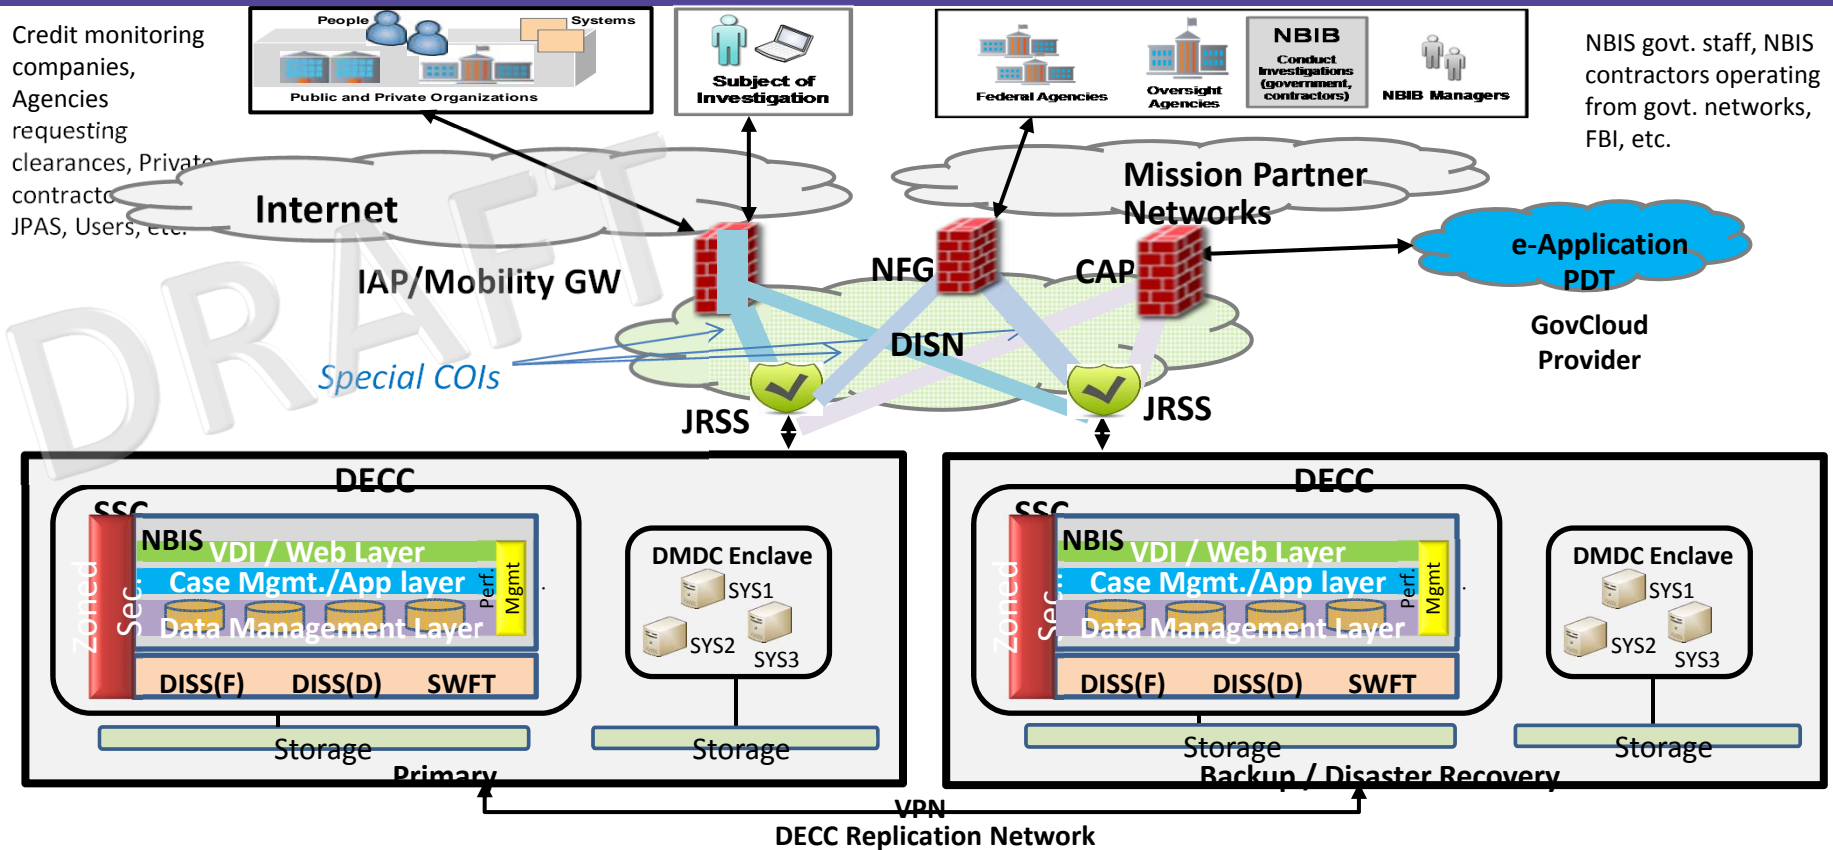 Credit monitoring
companies,
Agencies
requesting
clearances, Private
contracto
JPAS, Users, etc.
People
Systems
Public and Private Organizations
Subject of
Investigation
Federal Agencies
Oversight
Agencies
NBIB
Conduct
Investigations
(government,
contractors)
NBIB Managers
NBIS govt. staff, NBIS
contractors operating
from govt. networks,
FBI, etc.
DRAFT
Internet
Mission Partner
Networks
IAP/Mobility GW
NFG
CAP
e-Application
PDT
GovCloud
Provider
DISN
Special COIs
JRSS
JRSS
DECC
SSC
NBIS
VDI / Web Layer
Case Mgmt./App layer
Data Management Layer
Perf.
Mgmt
Zoned
Sec.
DISS(F) DISS(D) SWFT
DMDC Enclave
SYS1
SYS2
SYS3
Storage
Storage
Primary
DECC
SSC
NBIS
VDI / Web Layer
Case Mgmt./App layer
Data Management Layer
Perf.
Mgmt
Zoned
Sec.
DISS(F) DISS(D) SWFT
DMDC Enclave
SYS1
SYS2
SYS3
Storage
Storage
Backup / Disaster Recovery
VPN
DECC Replication Network